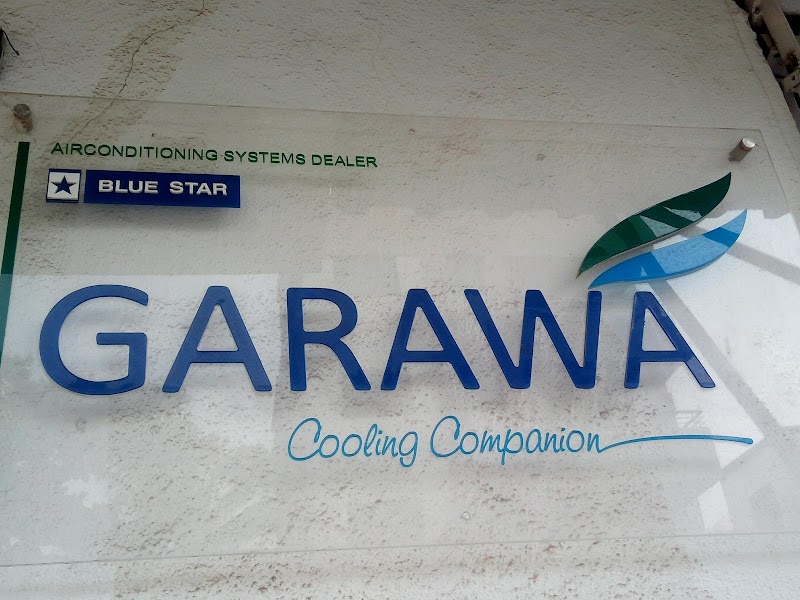 AIRCONDITIONING SYSTEMS DEALER
BLUE STAR
GARAWA
Cooling Companion